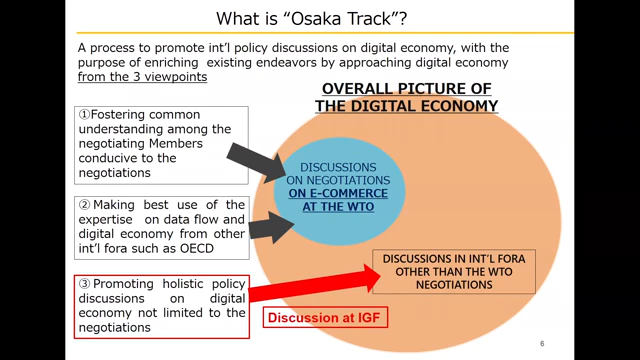 What is “Osaka Track”?
A process to promote int’l policy discussions on digital economy, with the
purpose of enriching existing endeavors by approaching digital economy
from the 3 viewpoints
①Fostering common
understanding among the
negotiating Members
conducive to the
negotiations
②Making best use of the
expertise on data flow and
digital economy from other
int’l fora such as OECD
③Promoting holistic policy
discussions on digital
economy not limited to the
negotiations
OVERALL PICTURE OF
THE DIGITAL ECONOMY
DISCUSSIONS
ON NEGOTIATIONS
ON E-COMMERCE
AT THE WTO
DISCUSSIONS IN INT’L FORA
OTHER THAN THE WTO
NEGOTIATIONS
Discussion at IGF
6